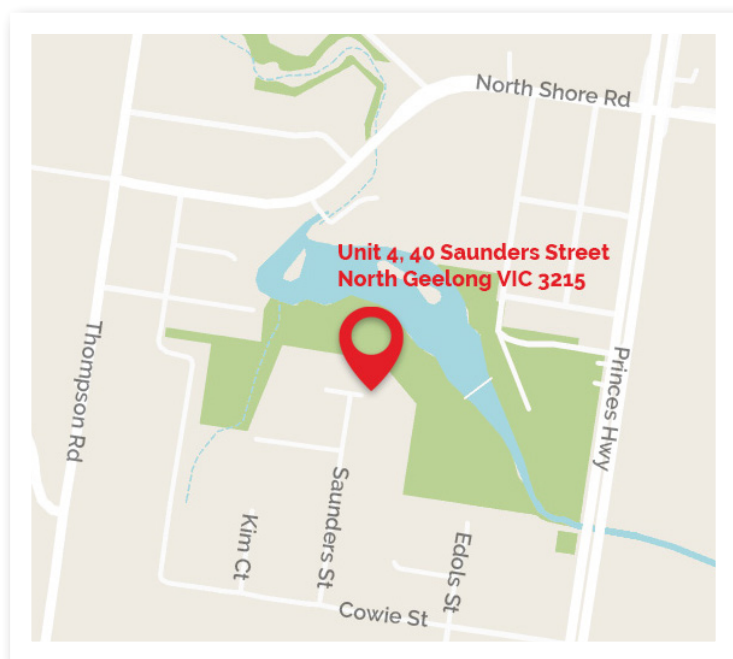 North Shore Rd
Unit 4, 40 Saunders Street
North Geelong VIC 3215
Thompson Rd
Princes Hwy
Saunders St
Kim Ct
Edols St
Cowie St